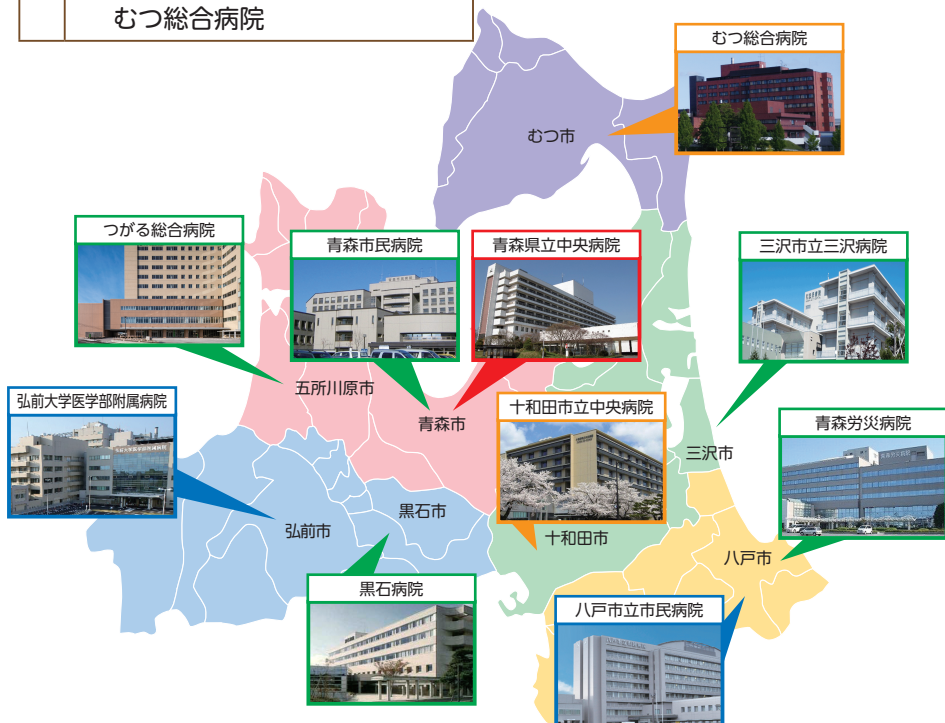 むつ総合病院
むつ総合病院
むつ市
つがる総合病院
青森市民病院
青森県立中央病院
三沢市立三沢病院
五所川原市
弘前大学医学部附属病院
青森市
十和田市立中央病院
青森労災病院
三沢市
黒石市
弘前市
十和田市
八戸市
黒石病院
八戸市立市民病院